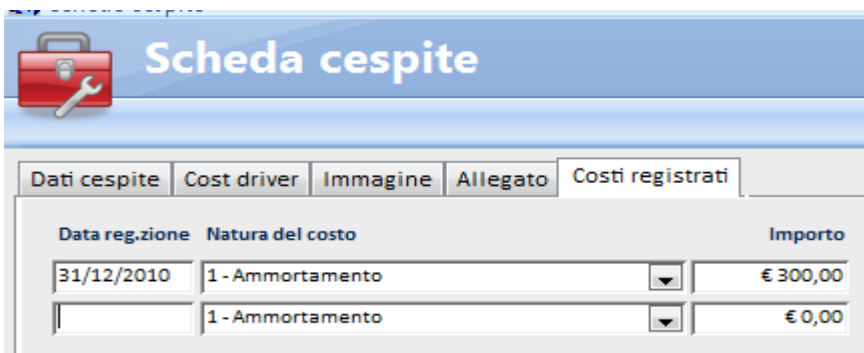 Scheda cespite
Dati cespite Cost driver Immagine Allegato Costi registrati
Data reg.zione Natura del costo Importo
31/12/2010 1 - Ammortamento € 300,00
1 - Ammortamento € 0,00